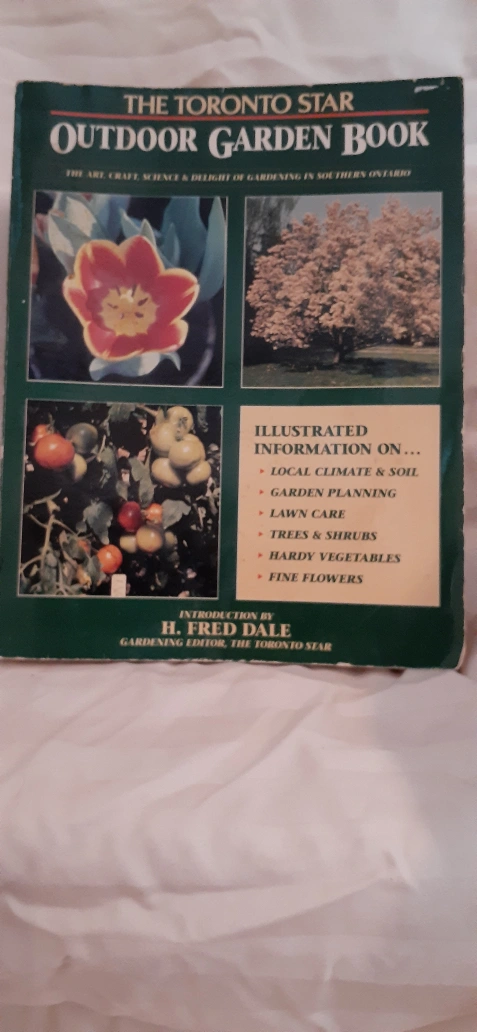 THE TORONTO STAR
OUTDOOR GARDEN BOOK
THE ART, CRAFT, SCIENCE & DELIGHT OF GARDENING IN SOUTHERN ONTARIO
ILLUSTRATED
INFORMATION ON...
LOCAL CLIMATE & SOIL
GARDEN PLANNING
LAWN CARE
TREES & SHRUBS
HARDY VEGETABLES
FINE FLOWERS
INTRODUCTION BY
H. FRED DALE
GARDENING EDITOR, THE TORONTO STAR